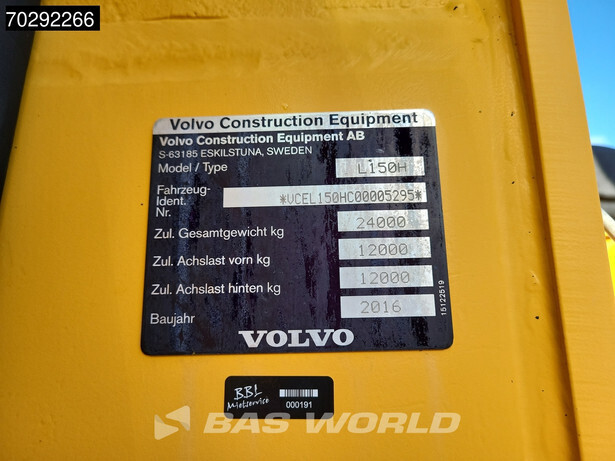 70292266
Volvo Construction Equipment
Volvo Construction Equipment AB
S-63185 ESKILSTUNA, SWEDEN
Model / Type L150H
Fahrzeug-
Ident. *VCEL150HC00005295*
Nr.
Zul. Gesamtgewicht kg 24000
Zul. Achslast vorn kg 12000
Zul. Achslast hinten kg 12000
Baujahr 2016
15122519
VOLVO
BBL
Mietservice
000191
BAS WORLD